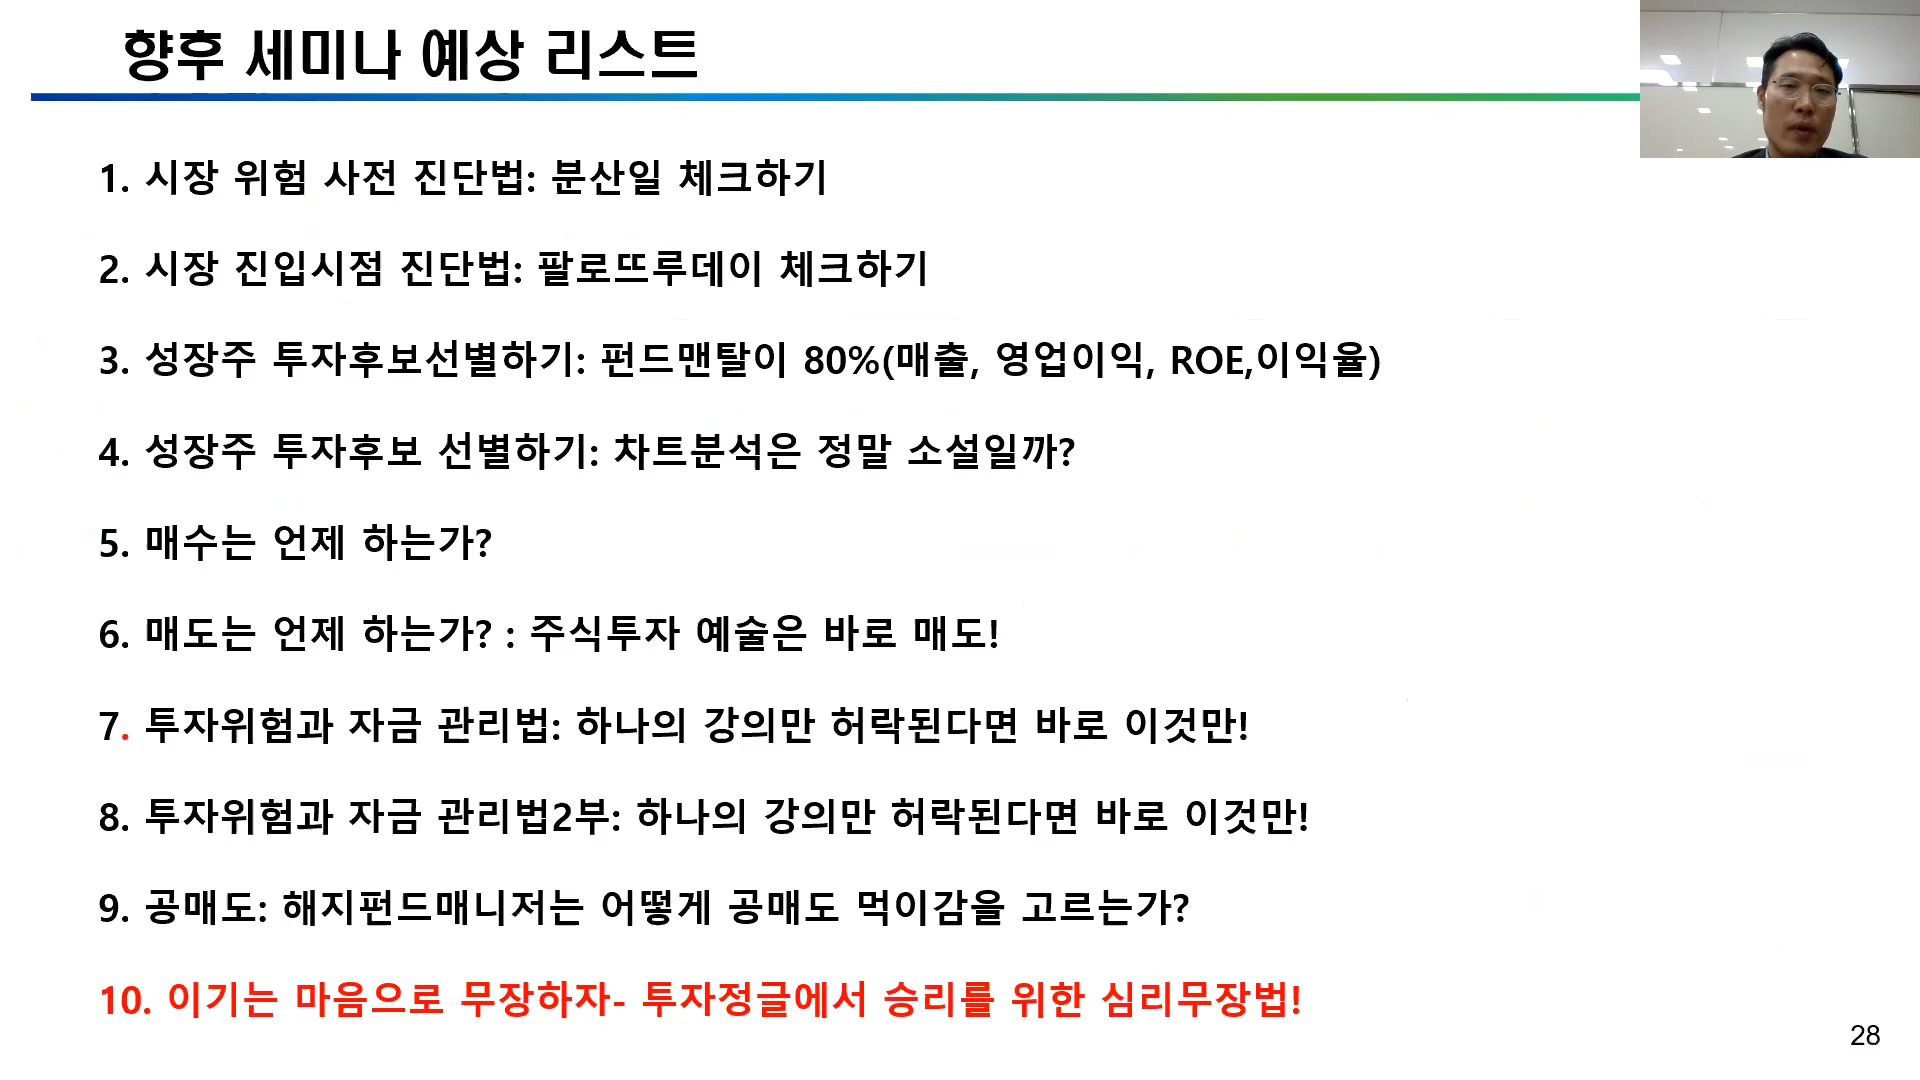 향후 세미나 예상 리스트
1. 시장 위험 사전 진단법: 분산일 체크하기
2. 시장 진입시점 진단법: 팔로뜨루데이 체크하기
3. 성장주 투자후보선별하기: 펀드맨탈이 80%(매출, 영업이익, ROE,이익율)
4. 성장주 투자후보 선별하기: 차트분석은 정말 소설일까?
5. 매수는 언제 하는가?
6. 매도는 언제 하는가? : 주식투자 예술은 바로 매도!
7. 투자위험과 자금 관리법: 하나의 강의만 허락된다면 바로 이것만!
8. 투자위험과 자금 관리법2부: 하나의 강의만 허락된다면 바로 이것만!
9. 공매도: 해지펀드매니저는 어떻게 공매도 먹이감을 고르는가?
10. 이기는 마음으로 무장하자- 투자정글에서 승리를 위한 심리무장법!
28